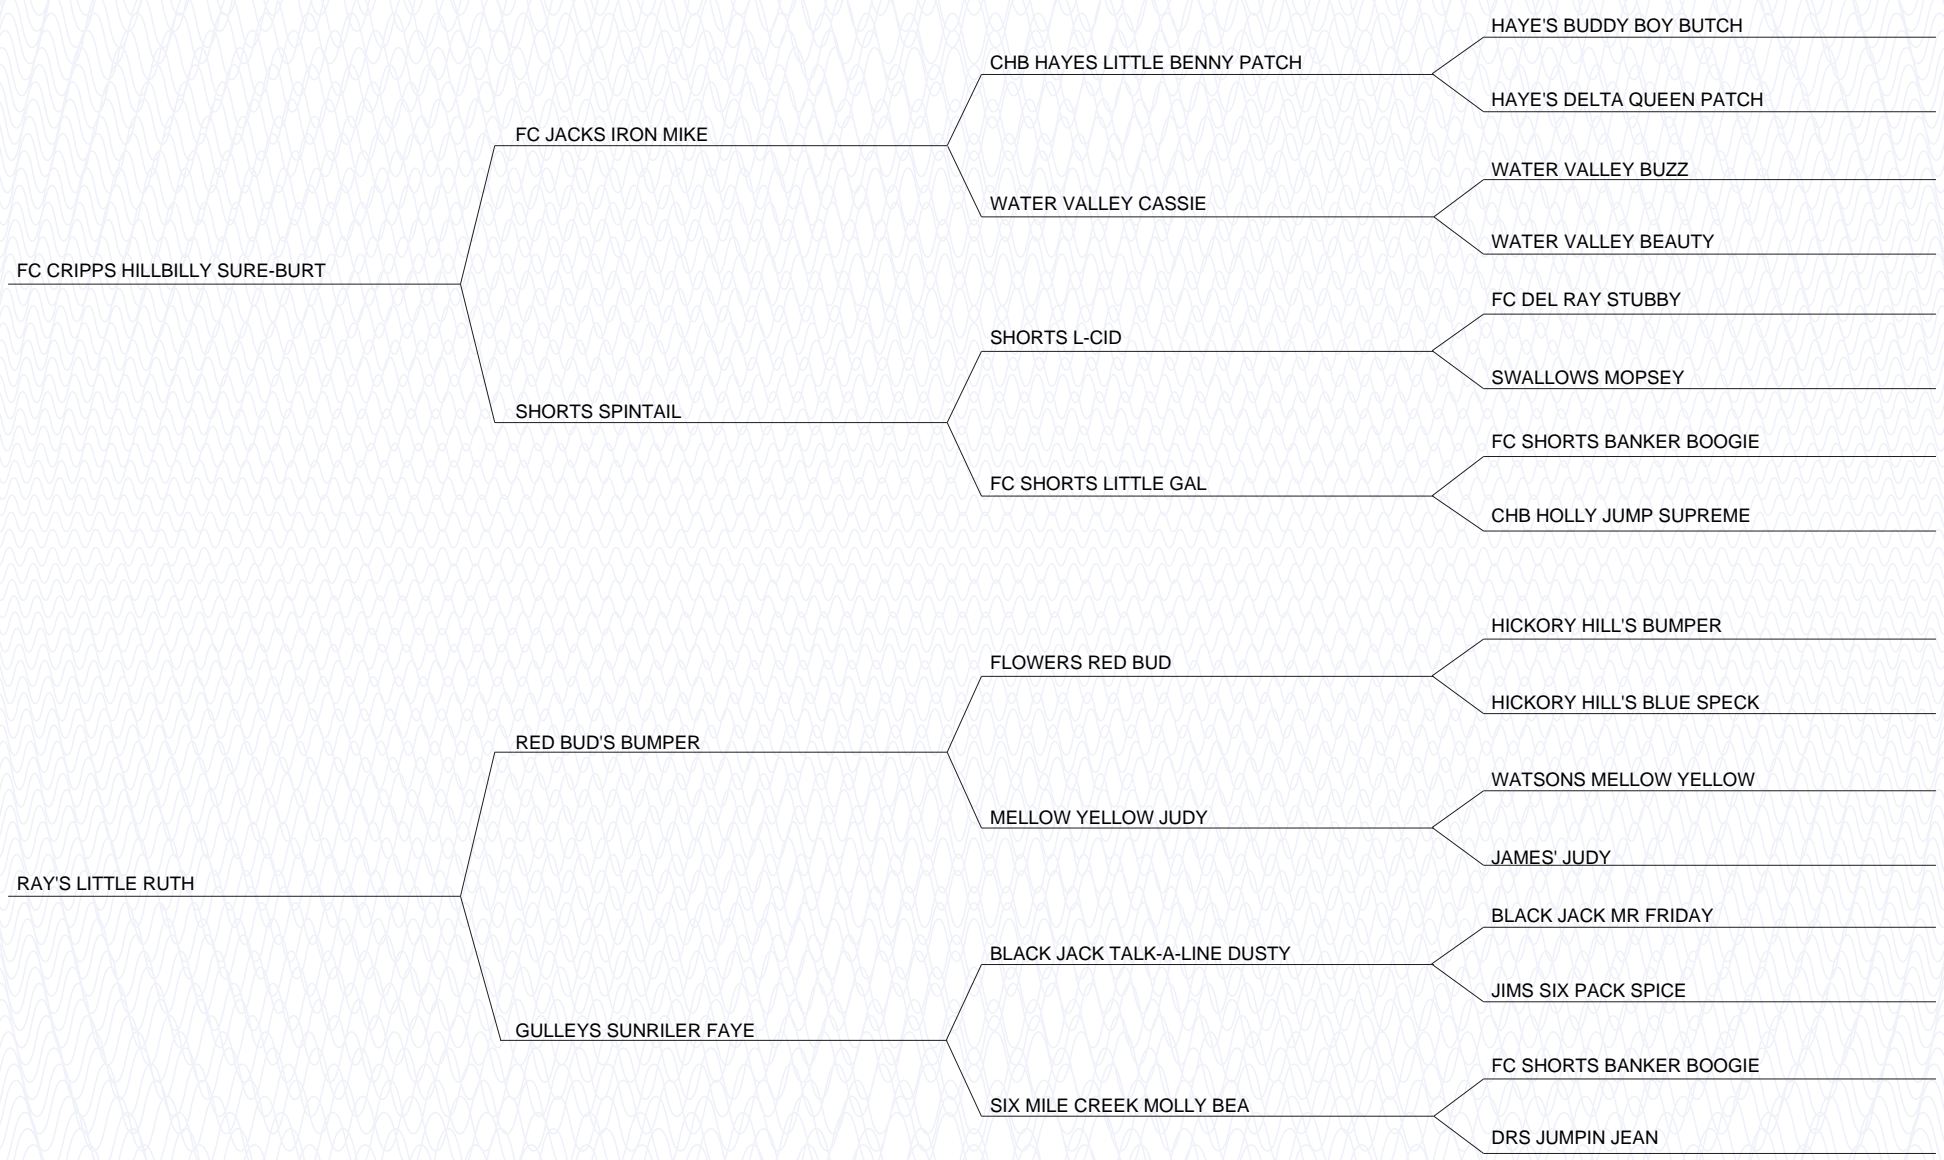 HAYE'S BUDDY BOY BUTCH
CHB HAYES LITTLE BENNY PATCH
HAYE'S DELTA QUEEN PATCH
FC JACKS IRON MIKE
WATER VALLEY BUZZ
WATER VALLEY CASSIE
WATER VALLEY BEAUTY
FC CRIPPS HILLBILLY SURE-BURT
FC DEL RAY STUBBY
SHORTS L-CID
SWALLOWS MOPSEY
SHORTS SPINTAIL
FC SHORTS BANKER BOOGIE
FC SHORTS LITTLE GAL
CHB HOLLY JUMP SUPREME
HICKORY HILL'S BUMPER
FLOWERS RED BUD
HICKORY HILL'S BLUE SPECK
RED BUD'S BUMPER
WATSONS MELLOW YELLOW
MELLOW YELLOW JUDY
JAMES' JUDY
RAY'S LITTLE RUTH
BLACK JACK MR FRIDAY
BLACK JACK TALK-A-LINE DUSTY
JIMS SIX PACK SPICE
GULLEYS SUNRILER FAYE
FC SHORTS BANKER BOOGIE
SIX MILE CREEK MOLLY BEA
DRS JUMPIN JEAN